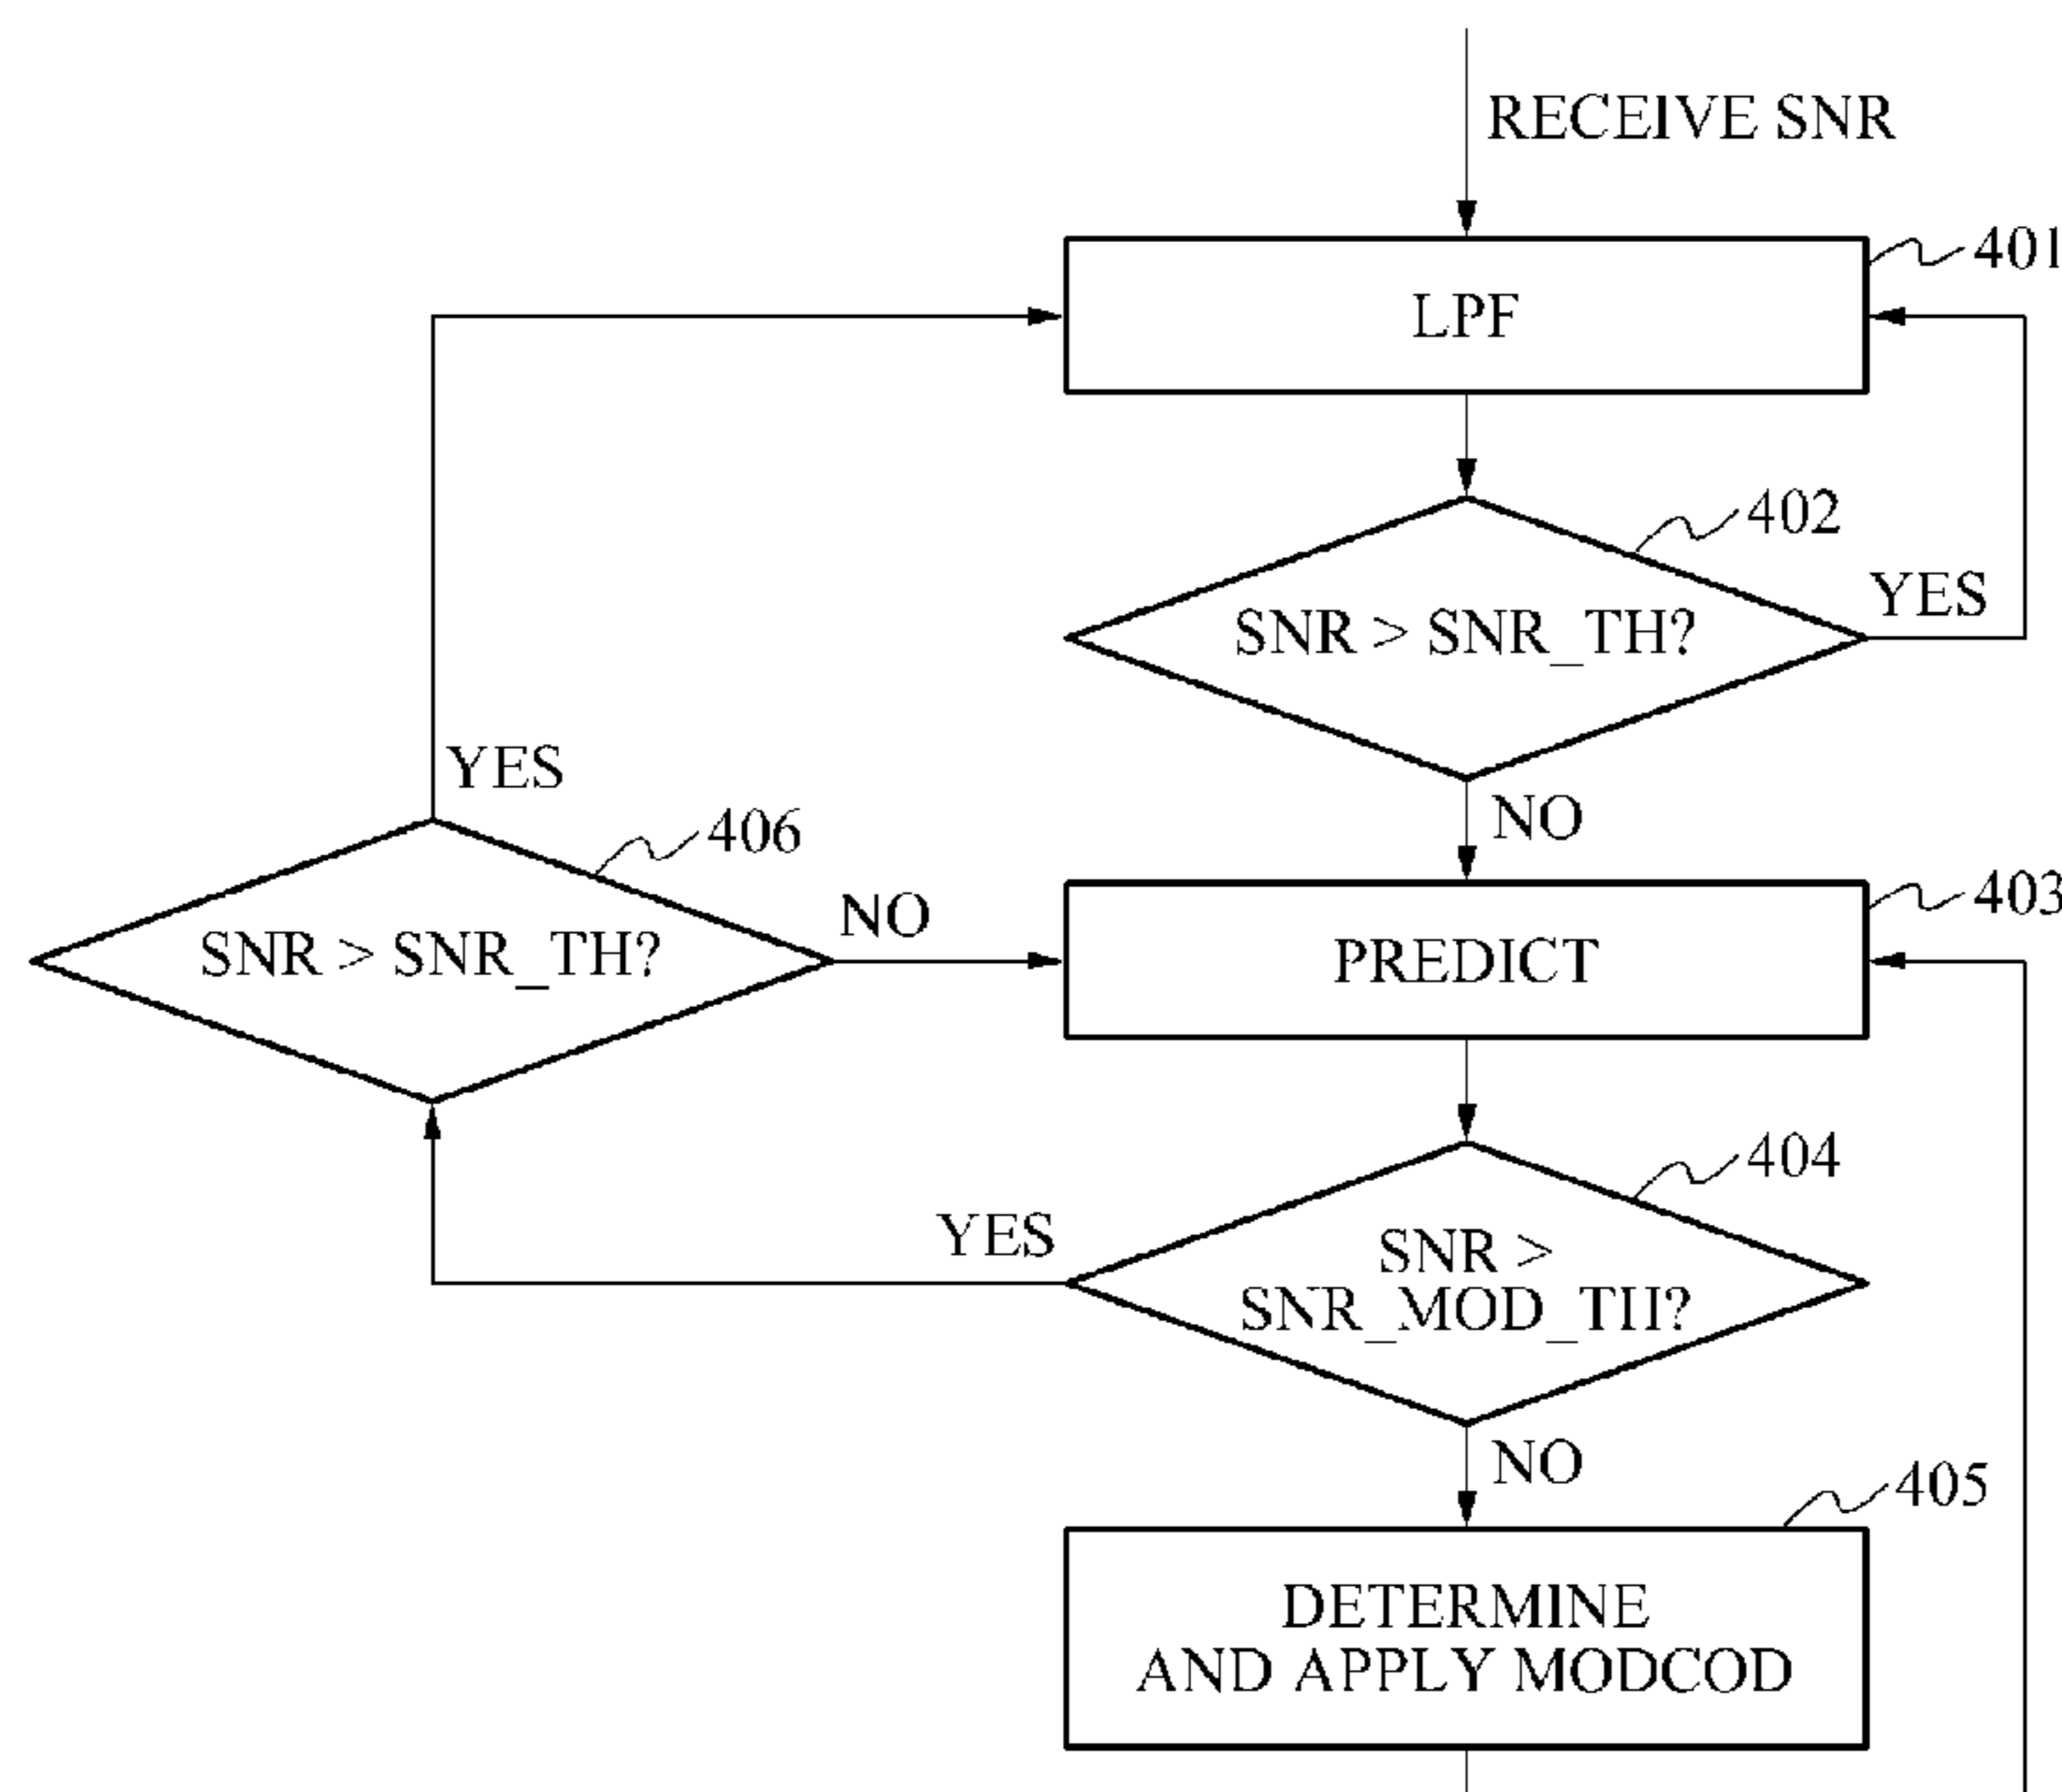 RECEIVE SNR
401
LPF
402
SNR > SNR_TH?
YES
NO
YES
406
SNR > SNR_TH?
NO
403
PREDICT
404
YES
SNR >
SNR_MOD_TH?
NO
405
DETERMINE
AND APPLY MODCOD